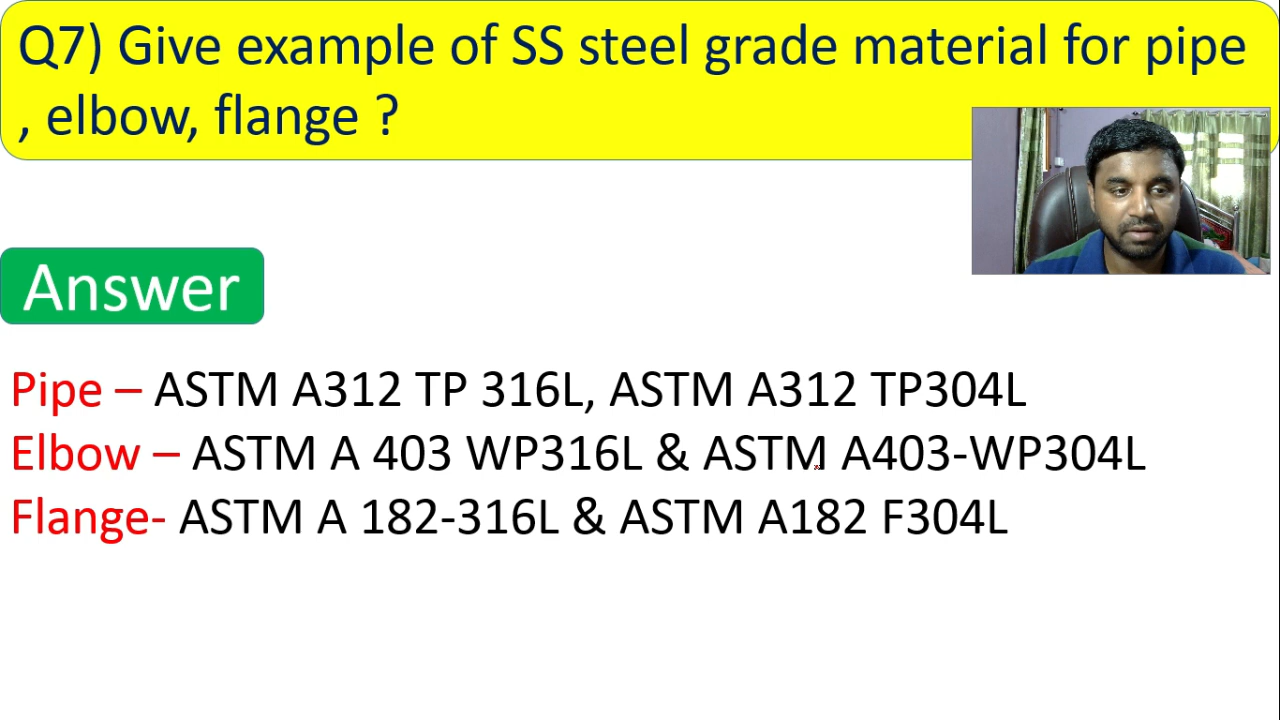 Q7) Give example of SS steel grade material for pipe
, elbow, flange ?
Answer
Pipe – ASTM A312 TP 316L, ASTM A312 TP304L
Elbow – ASTM A 403 WP316L & ASTM A403-WP304L
Flange- ASTM A 182-316L & ASTM A182 F304L